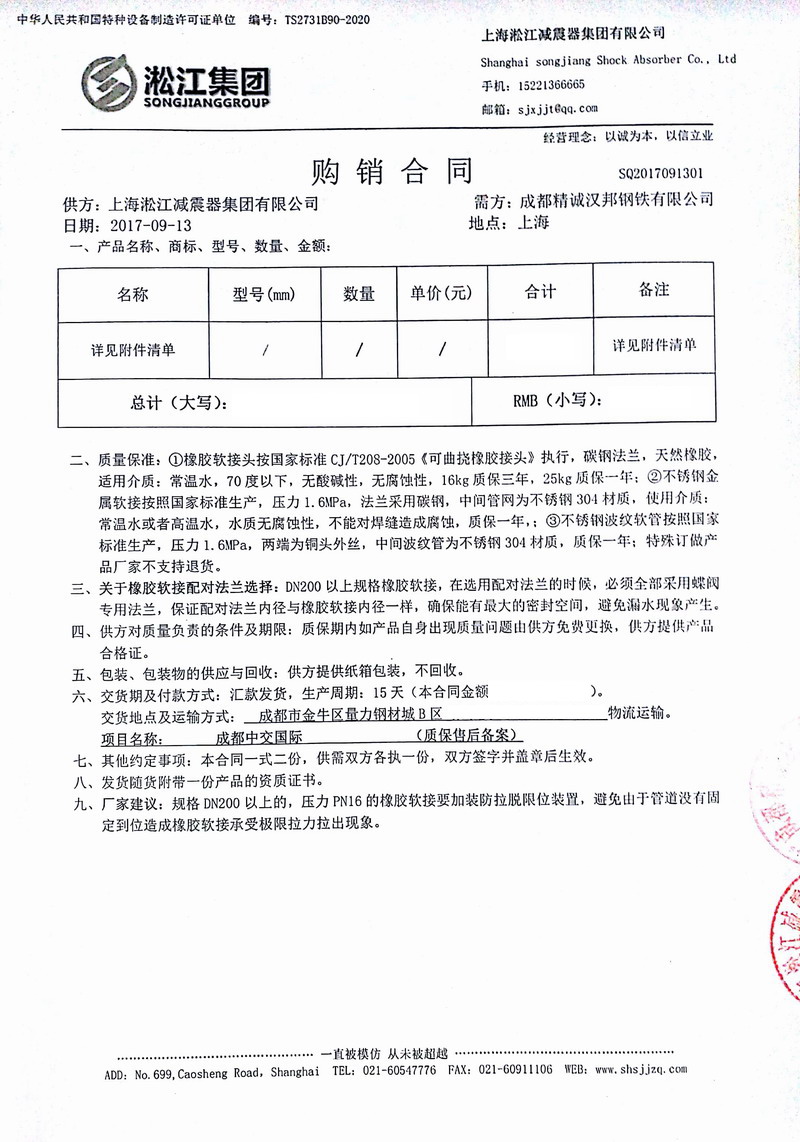 中华人民共和国特种设备制造许可证单位 编号：TS2731B90-2020
上海淞江减震器集团有限公司
Shanghai songjiang Shock Absorber Co., Ltd
手机：15221366665
邮箱：sjxjjt@qq.com
淞江集团
SONGJIANGGROUP
经营理念：以诚为本，以信立业
购销合同
SQ2017091301
供方：上海淞江减震器集团有限公司 需方：成都精诚汉邦钢铁有限公司
日期：2017-09-13 地点：上海
一、产品名称、商标、型号、数量、金额：
名称 型号(mm) 数量 单价(元) 合计 备注
详见附件清单 / / / 详见附件清单
总计（大写）： RMB（小写）：
二、质量保准：①橡胶软接头按国家标准 CJ/T208-2005《可曲挠橡胶接头》执行，碳钢法兰，天然橡胶，
适用介质：常温水，70 度以下，无酸碱性，无腐蚀性，16kg 质保三年，25kg 质保一年；②不锈钢金
属软接按照国家标准生产，压力 1.6MPa，法兰采用碳钢，中间管网为不锈钢 304 材质，使用介质：
常温水或者高温水，水质无腐蚀性，不能对焊缝造成腐蚀，质保一年，；③不锈钢波纹软管按照国家
标准生产，压力 1.6MPa，两端为铜头外丝，中间波纹管为不锈钢 304 材质，质保一年；特殊订做产
品厂家不支持退货。
三、关于橡胶软接配对法兰选择：DN200 以上规格橡胶软接，在选用配对法兰的时候，必须全部采用蝶阀
专用法兰，保证配对法兰内径与橡胶软接内径一样，确保能有最大的密封空间，避免漏水现象产生。
四、供方对质量负责的条件及期限：质保期内如产品自身出现质量问题由供方免费更换，供方提供产品
合格证。
五、包装、包装物的供应与回收：供方提供纸箱包装，不回收。
六、交货期及付款方式：汇款发货，生产周期：15 天（本合同金额 ）。
交货地点及运输方式： 成都市金牛区量力钢材城 B 区 物流运输。
项目名称： 成都中交国际 （质保售后备案）
七、其他约定事项：本合同一式二份，供需双方各执一份，双方签字并盖章后生效。
八、发货随货附带一份产品的资质证书。
九、厂家建议：规格 DN200 以上的，压力 PN16 的橡胶软接要加装防拉脱限位装置，避免由于管道没有固
定到位造成橡胶软接承受极限拉力拉出现象。
一直被模仿 从未被超越
ADD: No.699,Caosheng Road, Shanghai TEL: 021-60547776 FAX: 021-60911106 WEB: www.shsjjzq.com